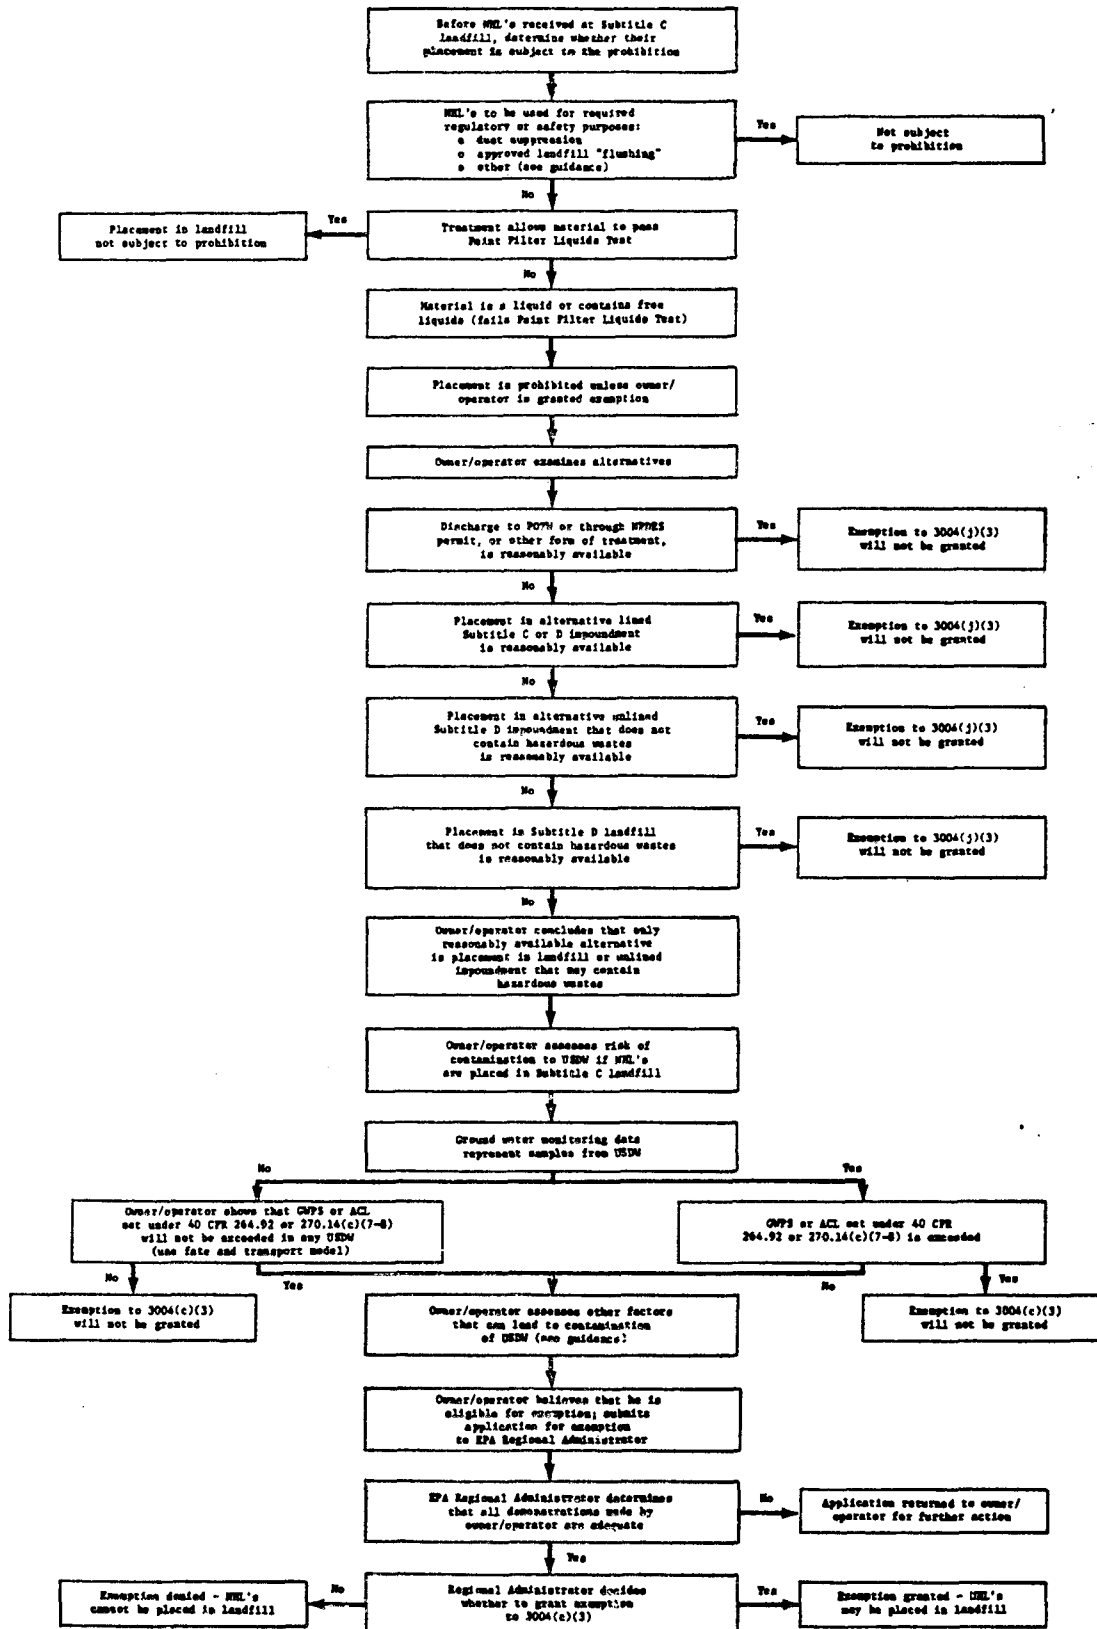 Before NHL's received at Subtitle C
landfill, determine whether their
placement is subject to the prohibition
NHL's to be used for required
regulatory or safety purposes:
o dust suppression
o approved landfill "flushing"
o other (see guidance)
Yes
Not subject
to prohibition
No
Treatment allows material to pass
Paint Filter Liquids Test
Yes
Placement in landfill
not subject to prohibition
No
Material is a liquid or contains free
liquids (fails Paint Filter Liquids Test)
Placement is prohibited unless owner/
operator is granted exemption
Owner/operator examines alternatives
Discharge to POTW or through NPDES
permit, or other form of treatment,
is reasonably available
Yes
Exemption to 3004(j)(3)
will not be granted
No
Placement in alternative lined
Subtitle C or D impoundment
is reasonably available
Yes
Exemption to 3004(j)(3)
will not be granted
No
Placement in alternative unlined
Subtitle D impoundment that does not
contain hazardous wastes
is reasonably available
Yes
Exemption to 3004(j)(3)
will not be granted
No
Placement in Subtitle D landfill
that does not contain hazardous wastes
is reasonably available
Yes
Exemption to 3004(j)(3)
will not be granted
No
Owner/operator concludes that only
reasonably available alternative
is placement in landfill or unlined
impoundment that may contain
hazardous wastes
Owner/operator assesses risk of
contamination to USDW if NHL's
are placed in Subtitle C landfill
Ground water monitoring data
represent samples from USDW
No
Yes
Owner/operator shows that GWPS or ACL
set under 40 CFR 264.92 or 270.14(c)(7-8)
will not be exceeded in any USDW
(use fate and transport model)
GWPS or ACL set under 40 CFR
264.92 or 270.14(c)(7-8) is exceeded
No
Yes
No
Yes
Exemption to 3004(c)(3)
will not be granted
Owner/operator assesses other factors
that can lead to contamination
of USDW (see guidance)
Exemption to 3004(c)(3)
will not be granted
Owner/operator believes that he is
eligible for exemption; submits
application for exemption
to EPA Regional Administrator
EPA Regional Administrator determines
that all demonstrations made by
owner/operator are adequate
No
Application returned to owner/
operator for further action
Yes
Regional Administrator decides
whether to grant exemption
to 3004(c)(3)
No
Exemption denied - NHL's
cannot be placed in landfill
Yes
Exemption granted - NHL's
may be placed in landfill